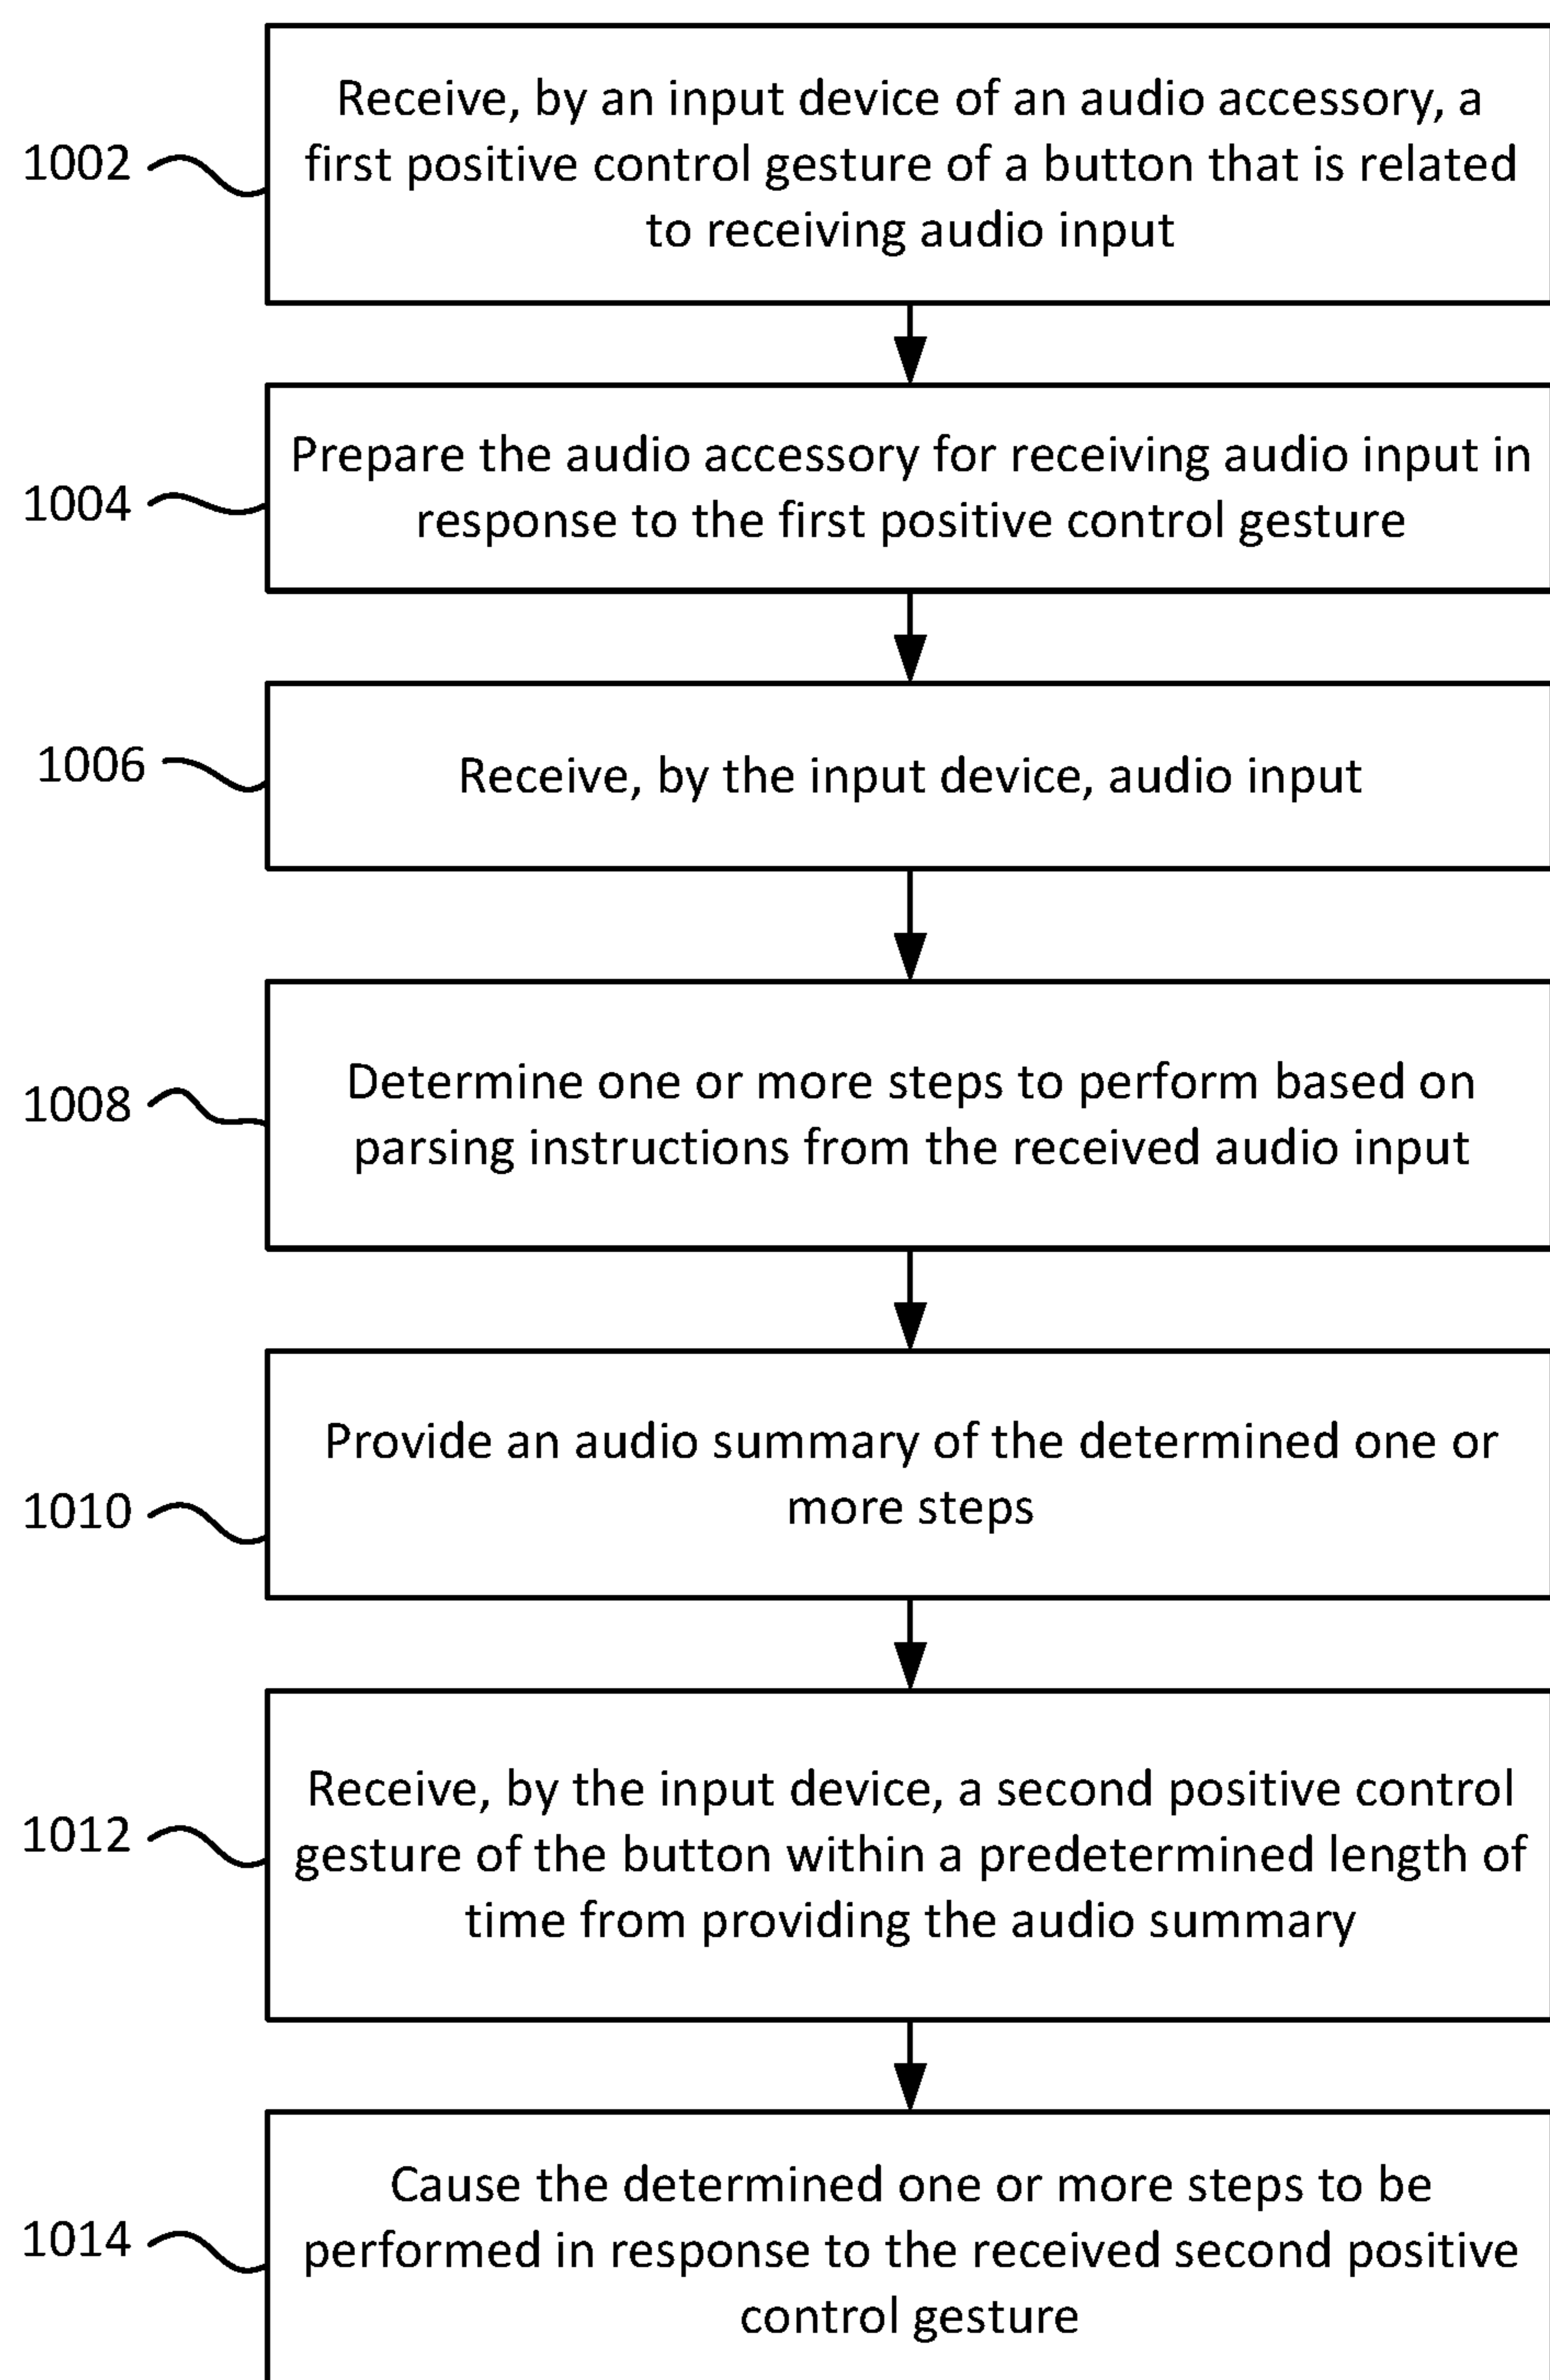 Receive, by an input device of an audio accessory, a
1002
first positive control gesture of a button that is related
to receiving audio input
Prepare the audio accessory for receiving audio input in
1004
response to the first positive control gesture
1006
Receive, by the input device, audio input
Determine one or more steps to perform based on
1008
parsing instructions from the received audio input
Provide an audio summary of the determined one or
more steps
1010
Receive, by the input device, a second positive control
1012
gesture of the button within a predetermined length of
time from providing the audio summary
Cause the determined one or more steps to be
1014
performed in response to the received second positive
control gesture